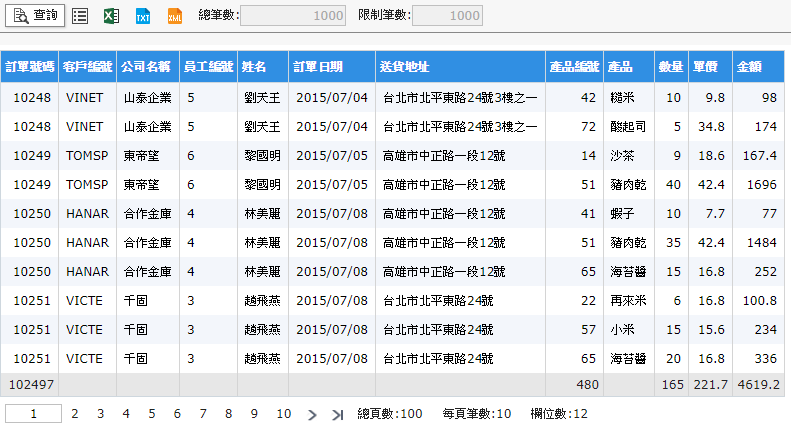 查詢 TXT XML 總筆數: 1000 限制筆數: 1000
訂單號碼 客戶編號 公司名稱 員工編號 姓名 訂單日期 送貨地址 產品編號 產品 數量 單價 金額
10248 VINET 山泰企業 5 劉天王 2015/07/04 台北市北平東路24號3樓之一 42 糙米 10 9.8 98
10248 VINET 山泰企業 5 劉天王 2015/07/04 台北市北平東路24號3樓之一 72 酸起司 5 34.8 174
10249 TOMSP 東帝望 6 黎國明 2015/07/05 高雄市中正路一段12號 14 沙茶 9 18.6 167.4
10249 TOMSP 東帝望 6 黎國明 2015/07/05 高雄市中正路一段12號 51 豬肉乾 40 42.4 1696
10250 HANAR 合作金庫 4 林美麗 2015/07/08 高雄市中正路一段12號 41 蝦子 10 7.7 77
10250 HANAR 合作金庫 4 林美麗 2015/07/08 高雄市中正路一段12號 51 豬肉乾 35 42.4 1484
10250 HANAR 合作金庫 4 林美麗 2015/07/08 高雄市中正路一段12號 65 海苔醬 15 16.8 252
10251 VICTE 千固 3 趙飛燕 2015/07/08 台北市北平東路24號 22 再來米 6 16.8 100.8
10251 VICTE 千固 3 趙飛燕 2015/07/08 台北市北平東路24號 57 小米 15 15.6 234
10251 VICTE 千固 3 趙飛燕 2015/07/08 台北市北平東路24號 65 海苔醬 20 16.8 336
102497 480 165 221.7 4619.2
1 2 3 4 5 6 7 8 9 10 總頁數:100 每頁筆數:10 欄位數:12